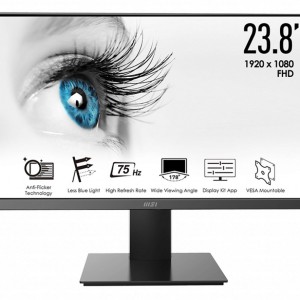 23.8"
1920 x 1080
FHD
75 Hz
178°
Anti-Flicker
Technology
Less Blue Light
High Refresh Rate
Wide Viewing Angle
Display Kit App
VESA Mountable
msi